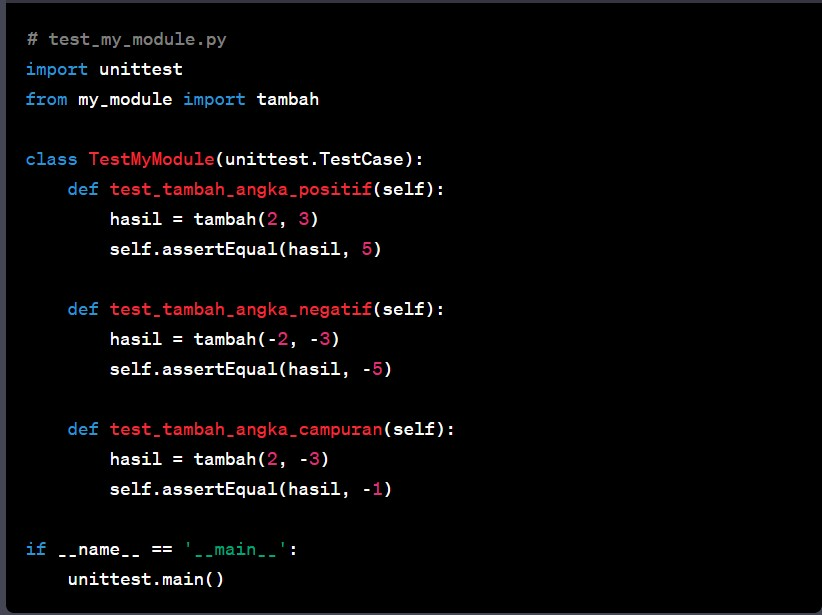 # test_my_module.py
import unittest
from my_module import tambah

class TestMyModule(unittest.TestCase):
    def test_tambah_angka_positif(self):
        hasil = tambah(2, 3)
        self.assertEqual(hasil, 5)

    def test_tambah_angka_negatif(self):
        hasil = tambah(-2, -3)
        self.assertEqual(hasil, -5)

    def test_tambah_angka_campuran(self):
        hasil = tambah(2, -3)
        self.assertEqual(hasil, -1)

if __name__ == '__main__':
    unittest.main()